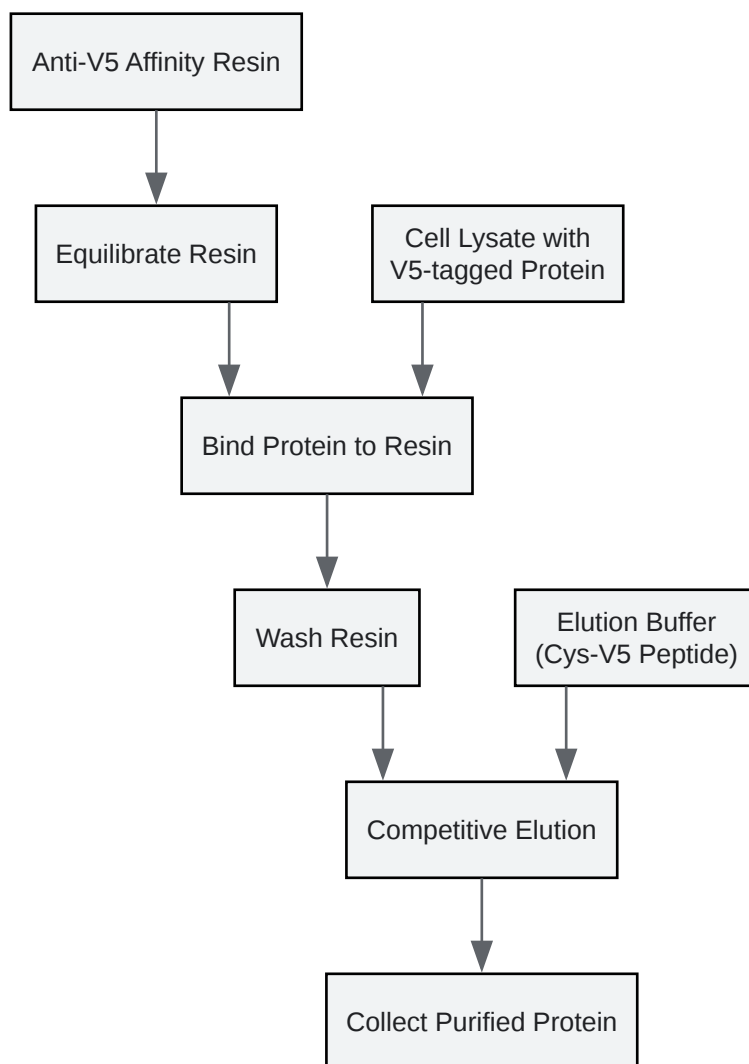 Anti-V5 Affinity Resin
Equilibrate Resin
Cell Lysate with
V5-tagged Protein
Bind Protein to Resin
Wash Resin
Elution Buffer
(Cys-V5 Peptide)
Competitive Elution
Collect Purified Protein